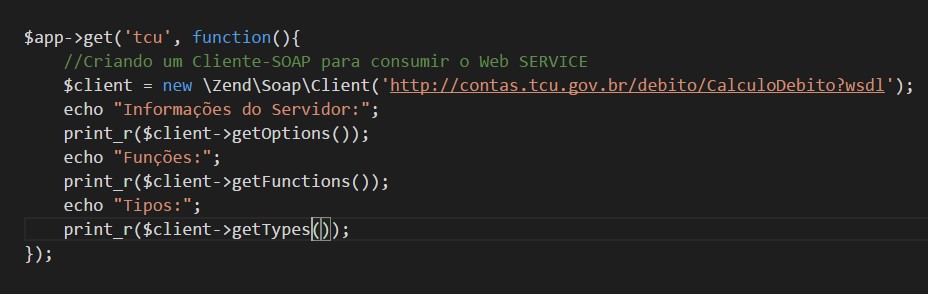 $app->get('tcu', function(){
//Criando um Cliente-SOAP para consumir o Web SERVICE
$client = new \Zend\Soap\Client('http://contas.tcu.gov.br/debito/CalculoDebito?wsdl');
echo "Informações do Servidor:";
print_r($client->getOptions());
echo "Funções:";
print_r($client->getFunctions());
echo "Tipos:";
print_r($client->getTypes());
});